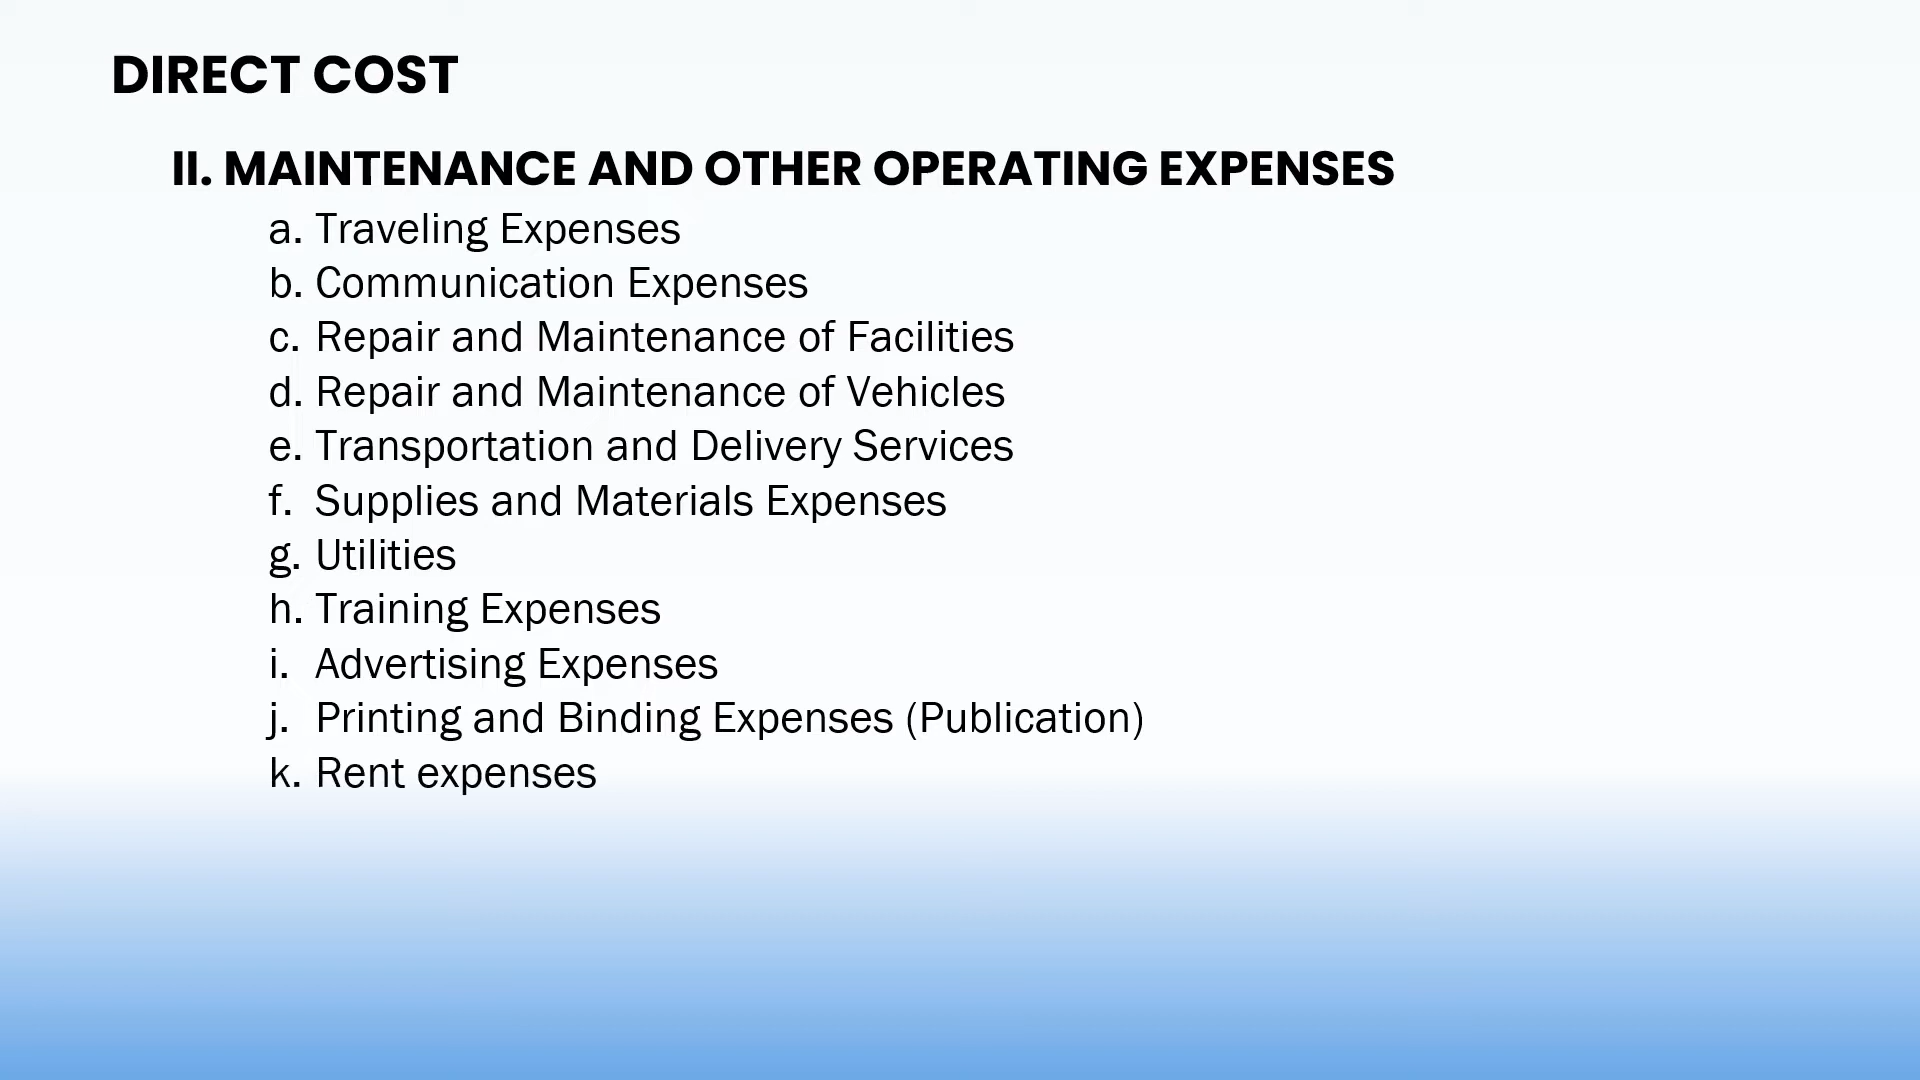 DIRECT COST
II. MAINTENANCE AND OTHER OPERATING EXPENSES
a. Traveling Expenses
b. Communication Expenses
c. Repair and Maintenance of Facilities
d. Repair and Maintenance of Vehicles
e. Transportation and Delivery Services
f. Supplies and Materials Expenses
g. Utilities
h. Training Expenses
i. Advertising Expenses
j. Printing and Binding Expenses (Publication)
k. Rent expenses